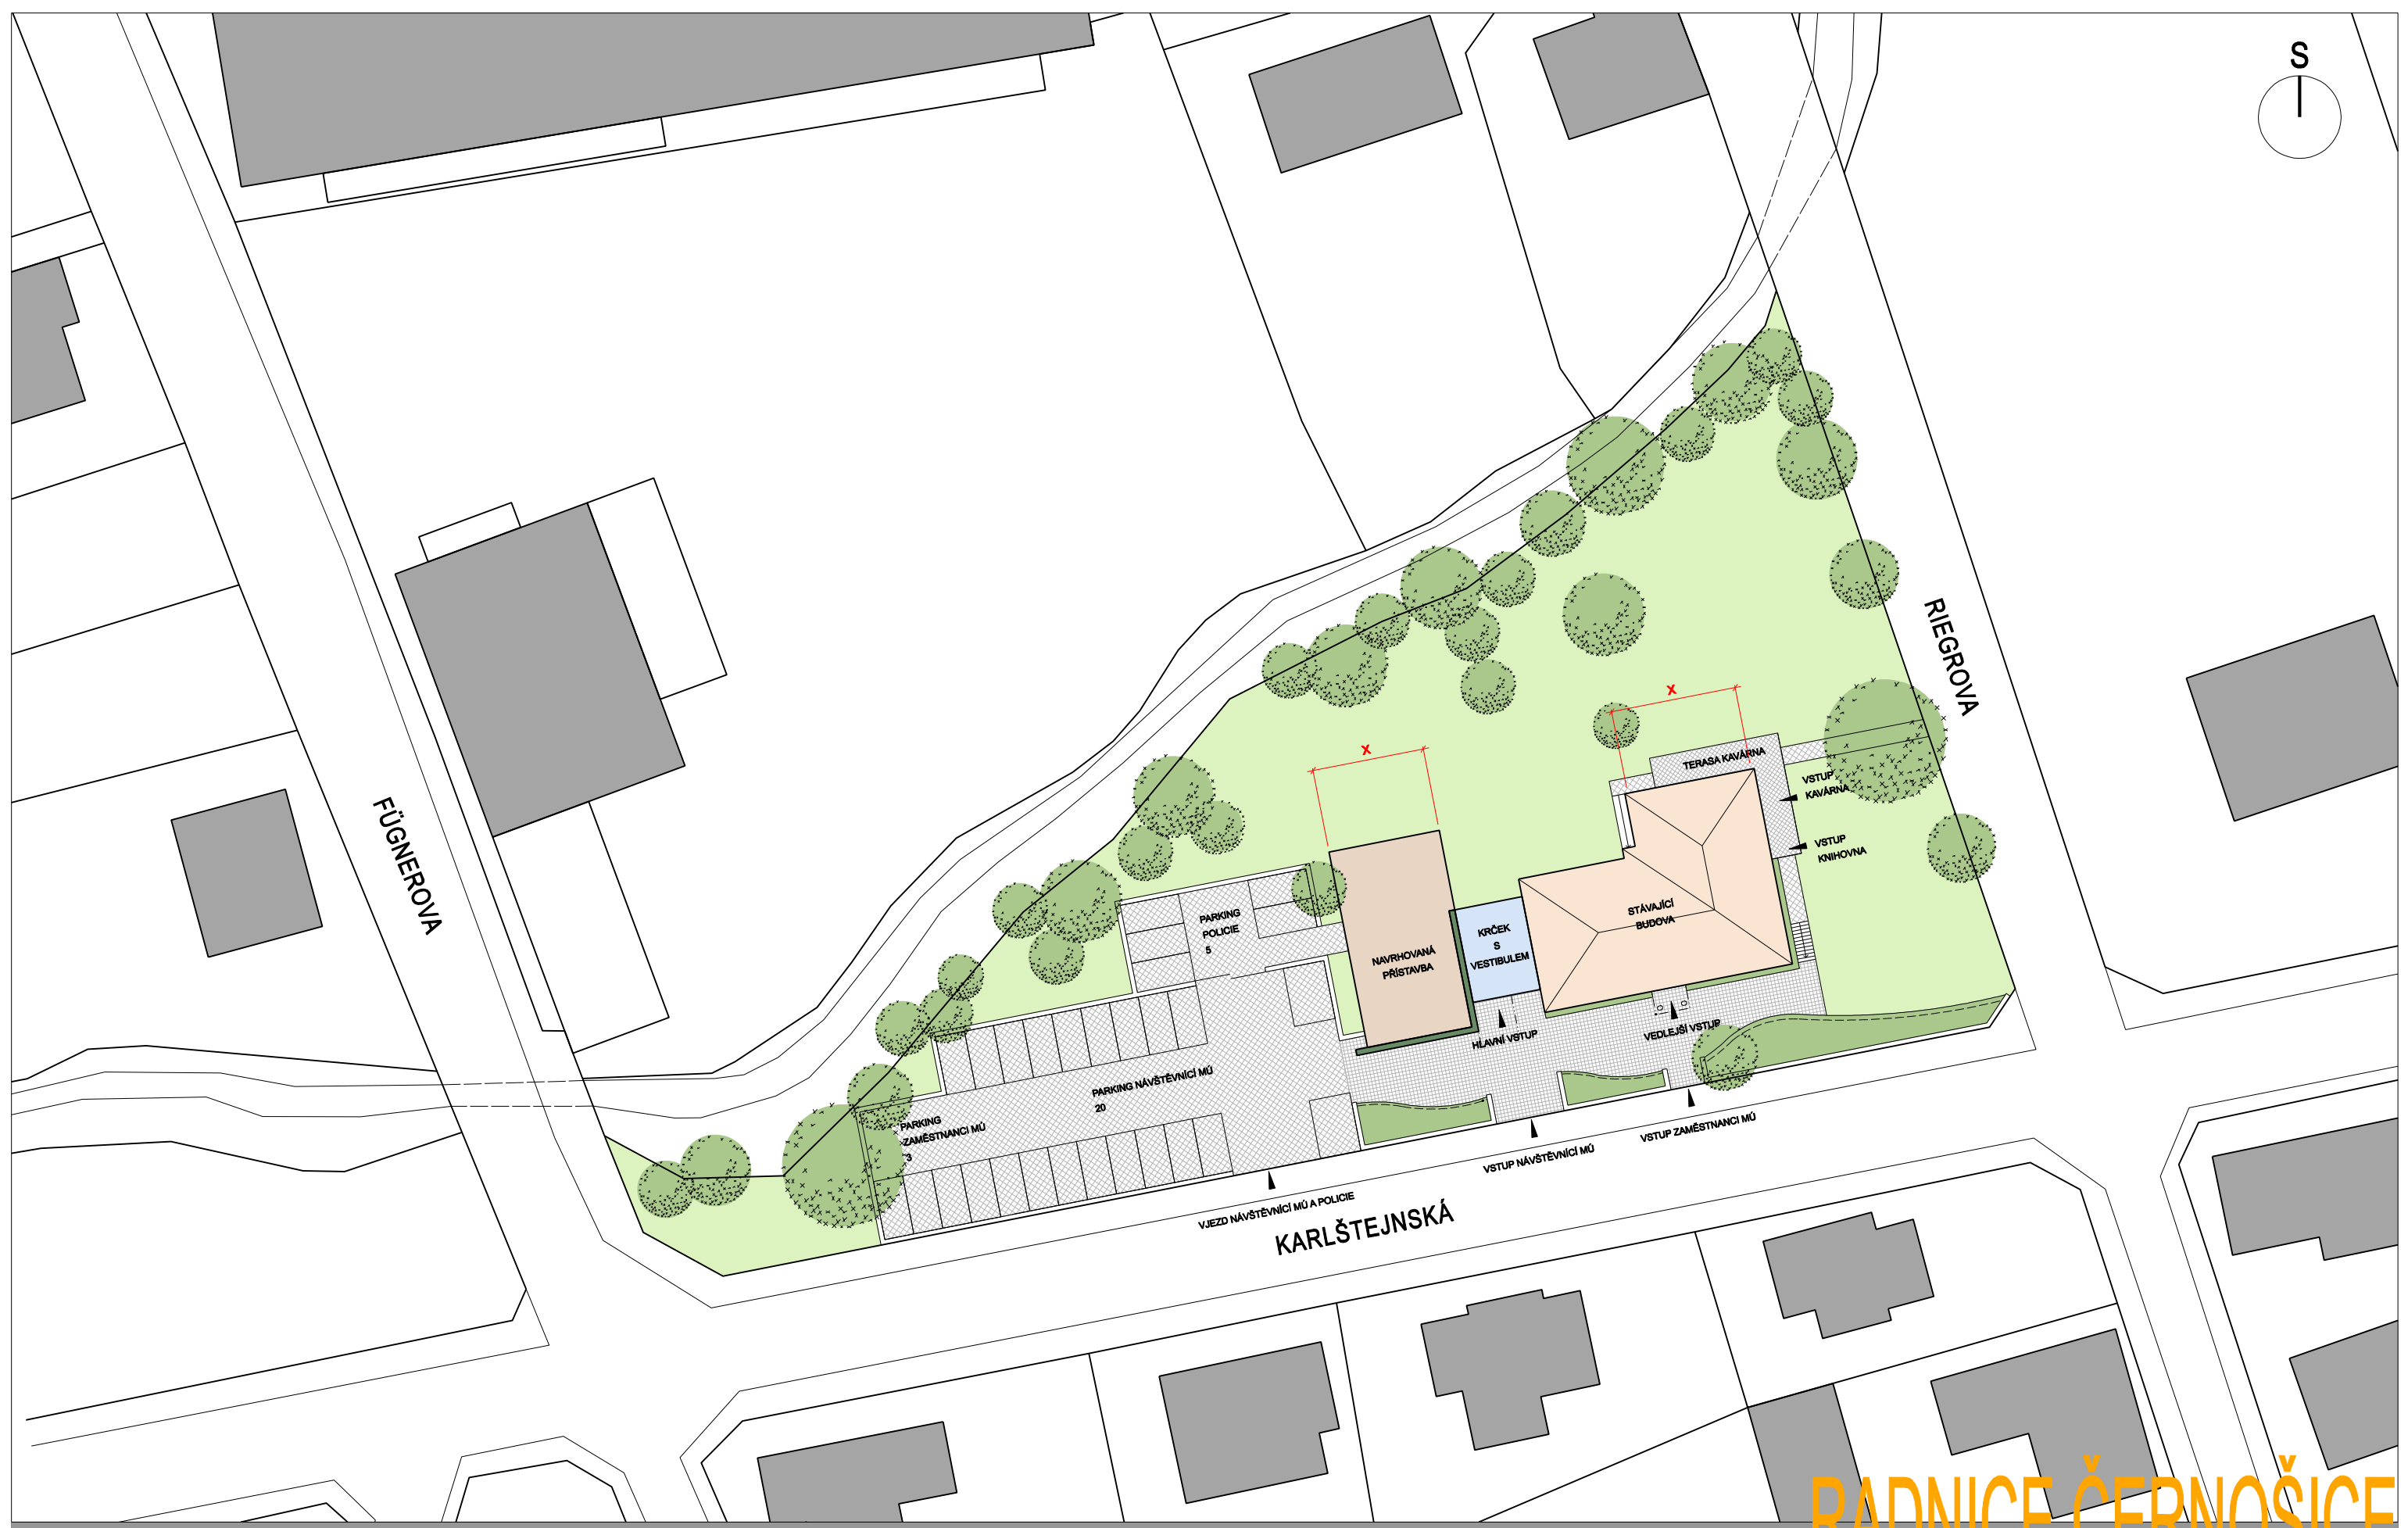 S
RIEGROVA
X
X
TERASA KAVÁRNA
VSTUP
KAVÁRNA
VSTUP
KNIHOVNA
FÜGNEROVA
PARKING
POLICIE
5
NAVRHOVANÁ
PŘÍSTAVBA
KRČEK
S
VESTIBULEM
STÁVAJÍCÍ
BUDOVA
HLAVNÍ VSTUP
VEDLEJŠÍ VSTUP
PARKING NÁVŠTĚVNÍCÍ MÚ
20
PARKING
ZAMĚSTNANCI MÚ
3
VSTUP ZAMĚSTNANCI MÚ
VSTUP NÁVŠTĚVNÍCÍ MÚ
VJEZD NÁVŠTĚVNÍCÍ MÚ A POLICIE
KARLŠTEJNSKÁ
RADNICE ČERNOŠICE